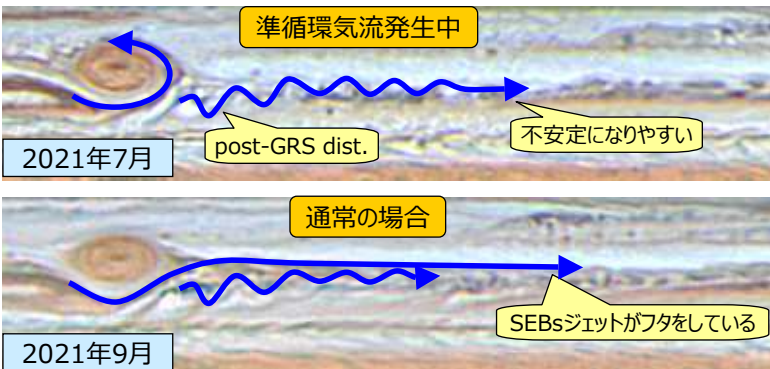 準循環気流発生中
post-GRS dist.
不安定になりやすい
2021年7月
通常の場合
SEBsジェットがフタをしている
2021年9月